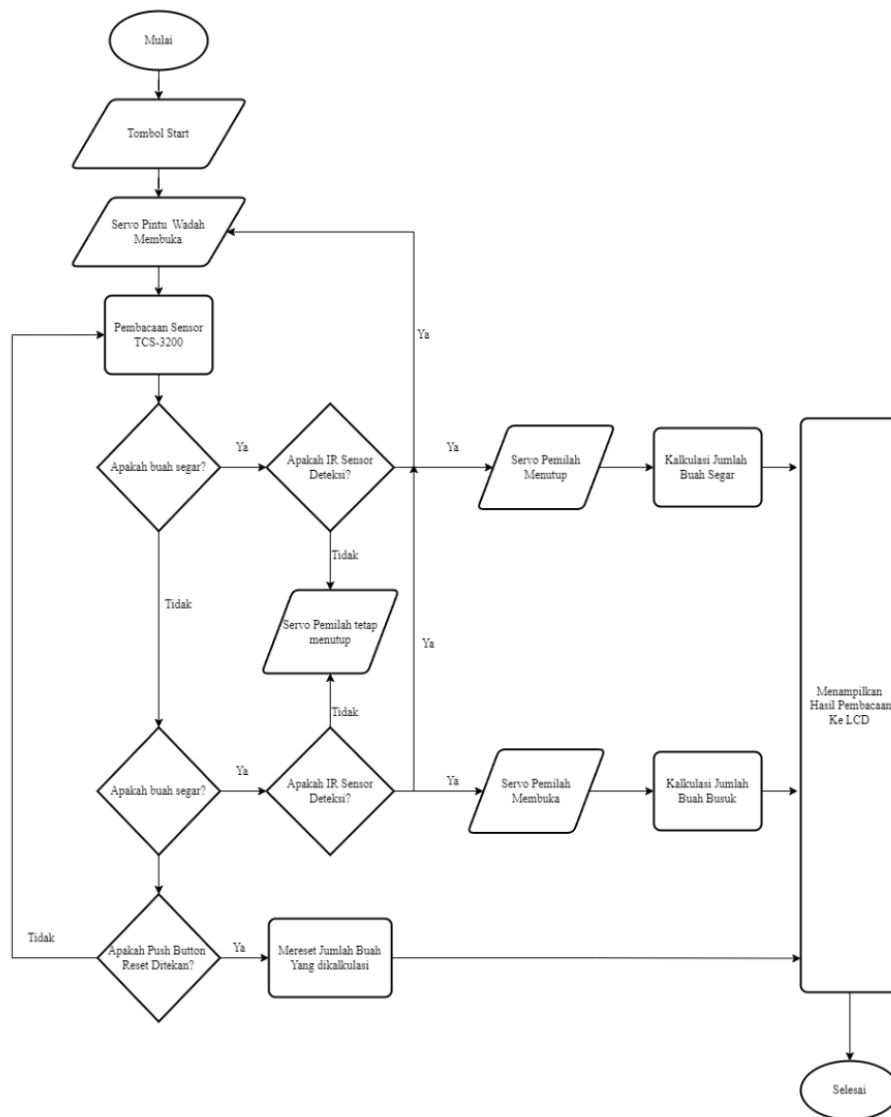 Mulai
Tombol Start
Servo Pintu Wadah
Membuka
Pembacaan Sensor
TCS-3200
Ya
Apakah buah segar?
Ya
Apakah IR Sensor
Deteksi?
Ya
Servo Pemilah
Menutup
Kalkulasi Jumlah
Buah Segar
Tidak
Tidak
Servo Pemilah tetap
menutup
Ya
Tidak
Menampilkan
Hasil Pembacaan
Ke LCD
Apakah buah segar?
Ya
Apakah IR Sensor
Deteksi?
Ya
Servo Pemilah
Membuka
Kalkulasi Jumlah
Buah Busuk
Tidak
Apakah Push Button
Reset Ditekan?
Ya
Mereset Jumlah Buah
Yang dikalkulasi
Selesai